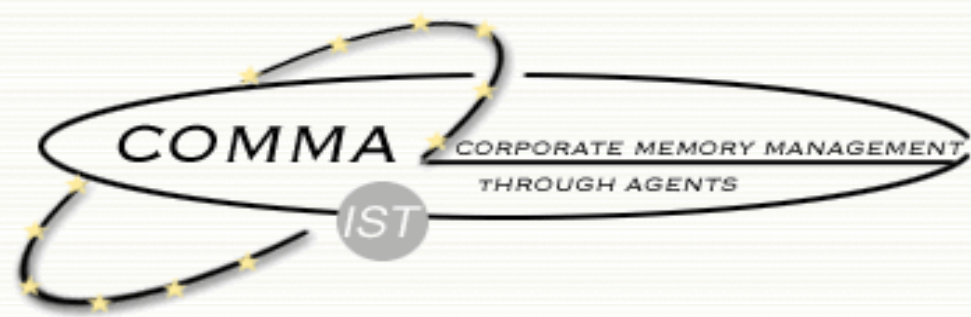 COMMA
CORPORATE MEMORY MANAGEMENT
THROUGH AGENTS
IST